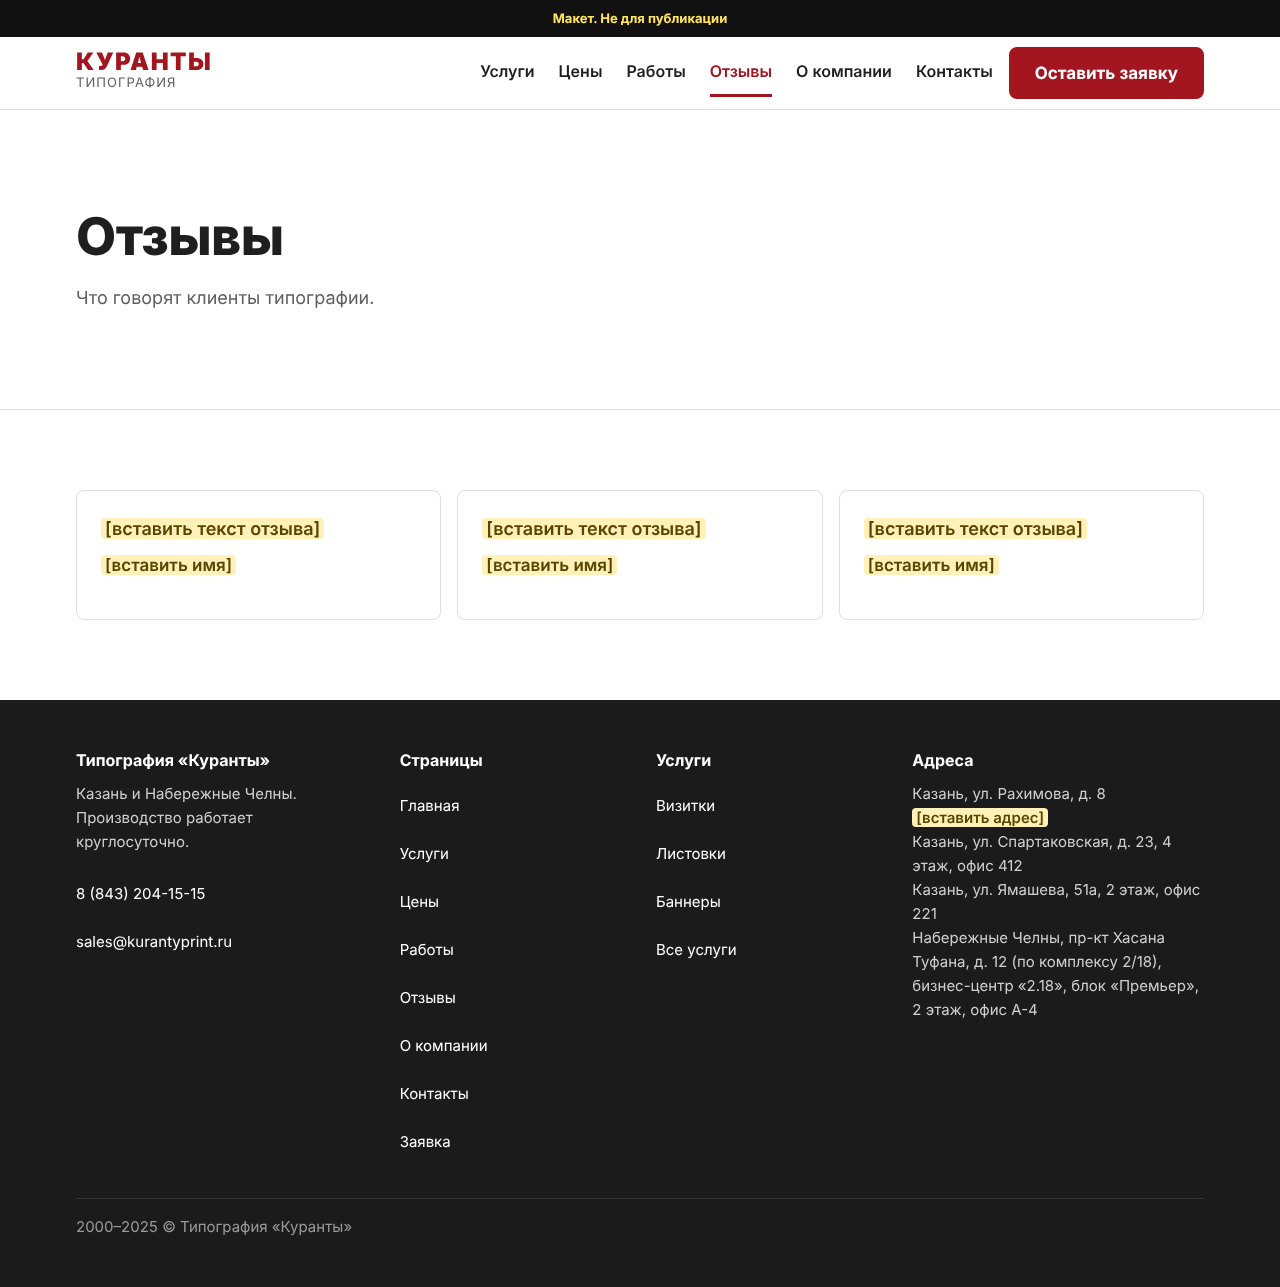 Макет. Не для публикации
КУРАНТЫ
ТИПОГРАФИЯ
Услуги
Цены
Работы
Отзывы
О компании
Контакты
Оставить заявку
Отзывы
Что говорят клиенты типографии.
[вставить текст отзыва]
[вставить имя]
[вставить текст отзыва]
[вставить имя]
[вставить текст отзыва]
[вставить имя]
Типография «Куранты»
Казань и Набережные Челны.
Производство работает
круглосуточно.
8 (843) 204-15-15
sales@kurantyprint.ru
Страницы
Главная
Услуги
Цены
Работы
Отзывы
О компании
Контакты
Заявка
Услуги
Визитки
Листовки
Баннеры
Все услуги
Адреса
Казань, ул. Рахимова, д. 8
[вставить адрес]
Казань, ул. Спартаковская, д. 23, 4
этаж, офис 412
Казань, ул. Ямашева, 51а, 2 этаж, офис
221
Набережные Челны, пр-кт Хасана
Туфана, д. 12 (по комплексу 2/18),
бизнес-центр «2.18», блок «Премьер»,
2 этаж, офис А-4
2000–2025 © Типография «Куранты»